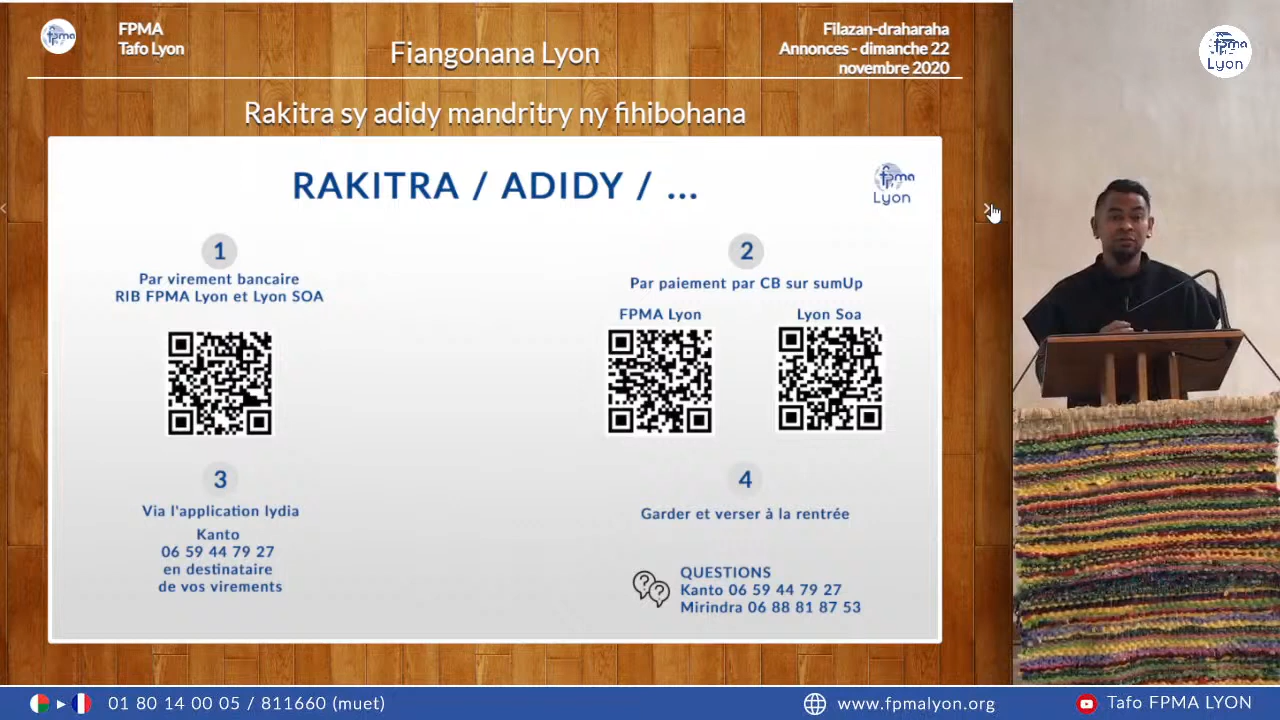 FPMA
Tafo Lyon
Fiangonana Lyon
Filazan-draharaha
Annonces - dimanche 22
novembre 2020
fpma
Lyon
Rakitra sy adidy mandritry ny fihibohana
RAKITRA / ADIDY / ...
fpma
Lyon
1
Par virement bancaire
RIB FPMA Lyon et Lyon SOA
2
Par paiement par CB sur sumUp
FPMA Lyon
Lyon Soa
3
Via l'application lydia
Kanto
06 59 44 79 27
en destinataire
de vos virements
4
Garder et verser à la rentrée
QUESTIONS
Kanto 06 59 44 79 27
Mirindra 06 88 81 87 53
01 80 14 00 05 / 811660 (muet)
www.fpmalyon.org
Tafo FPMA LYON